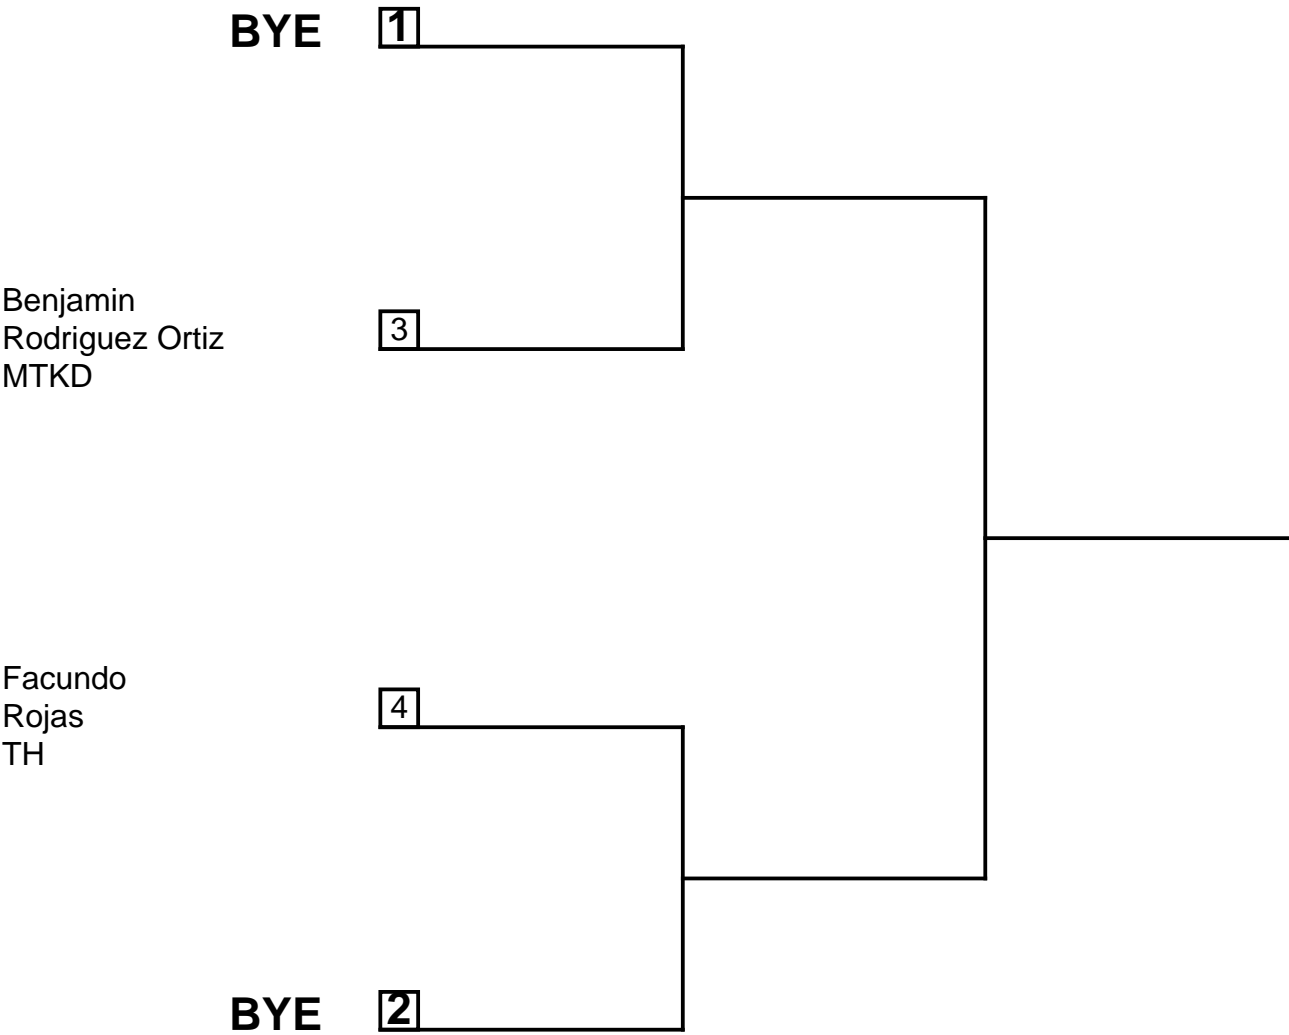 BYE 1
Benjamin
Rodriguez Ortiz
MTKD
3
Facundo
Rojas
TH
4
BYE 2